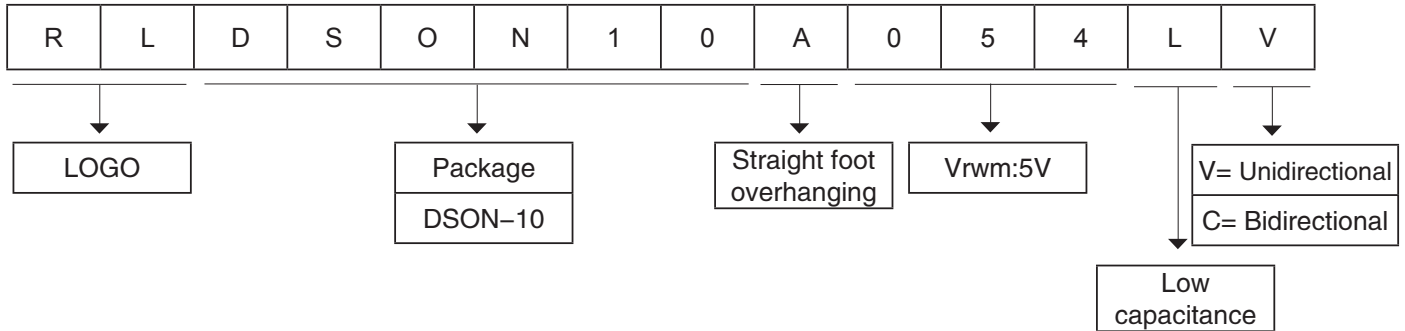 R L D S O N 1 0 A 0 5 4 L V
LOGO
Package
DSON−10
Straight foot
overhanging
Vrwm:5V
V= Unidirectional
C= Bidirectional
Low
capacitance